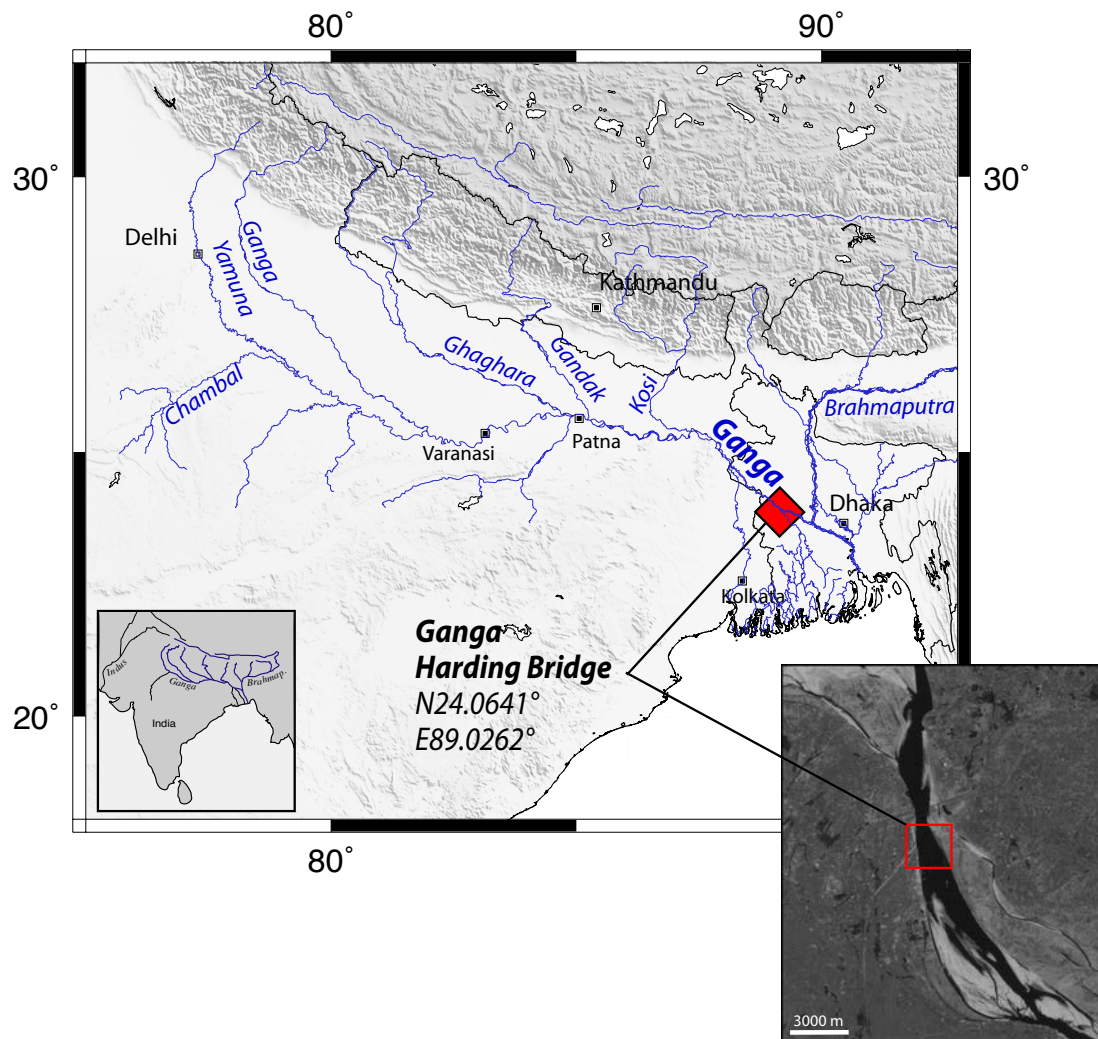 80˚ 90˚
30˚ 30˚
Delhi
Ganga
Yamuna
Kathmandu
Ghaghara
Gandak
Kosi
Chambal
Brahmaputra
Varanasi
Patna
Ganga
Dhaka
Kolkata
Ganga
Harding Bridge
N24.0641°
E89.0262°
20˚
Indus
Ganga
Brahmap.
India
80˚
3000 m